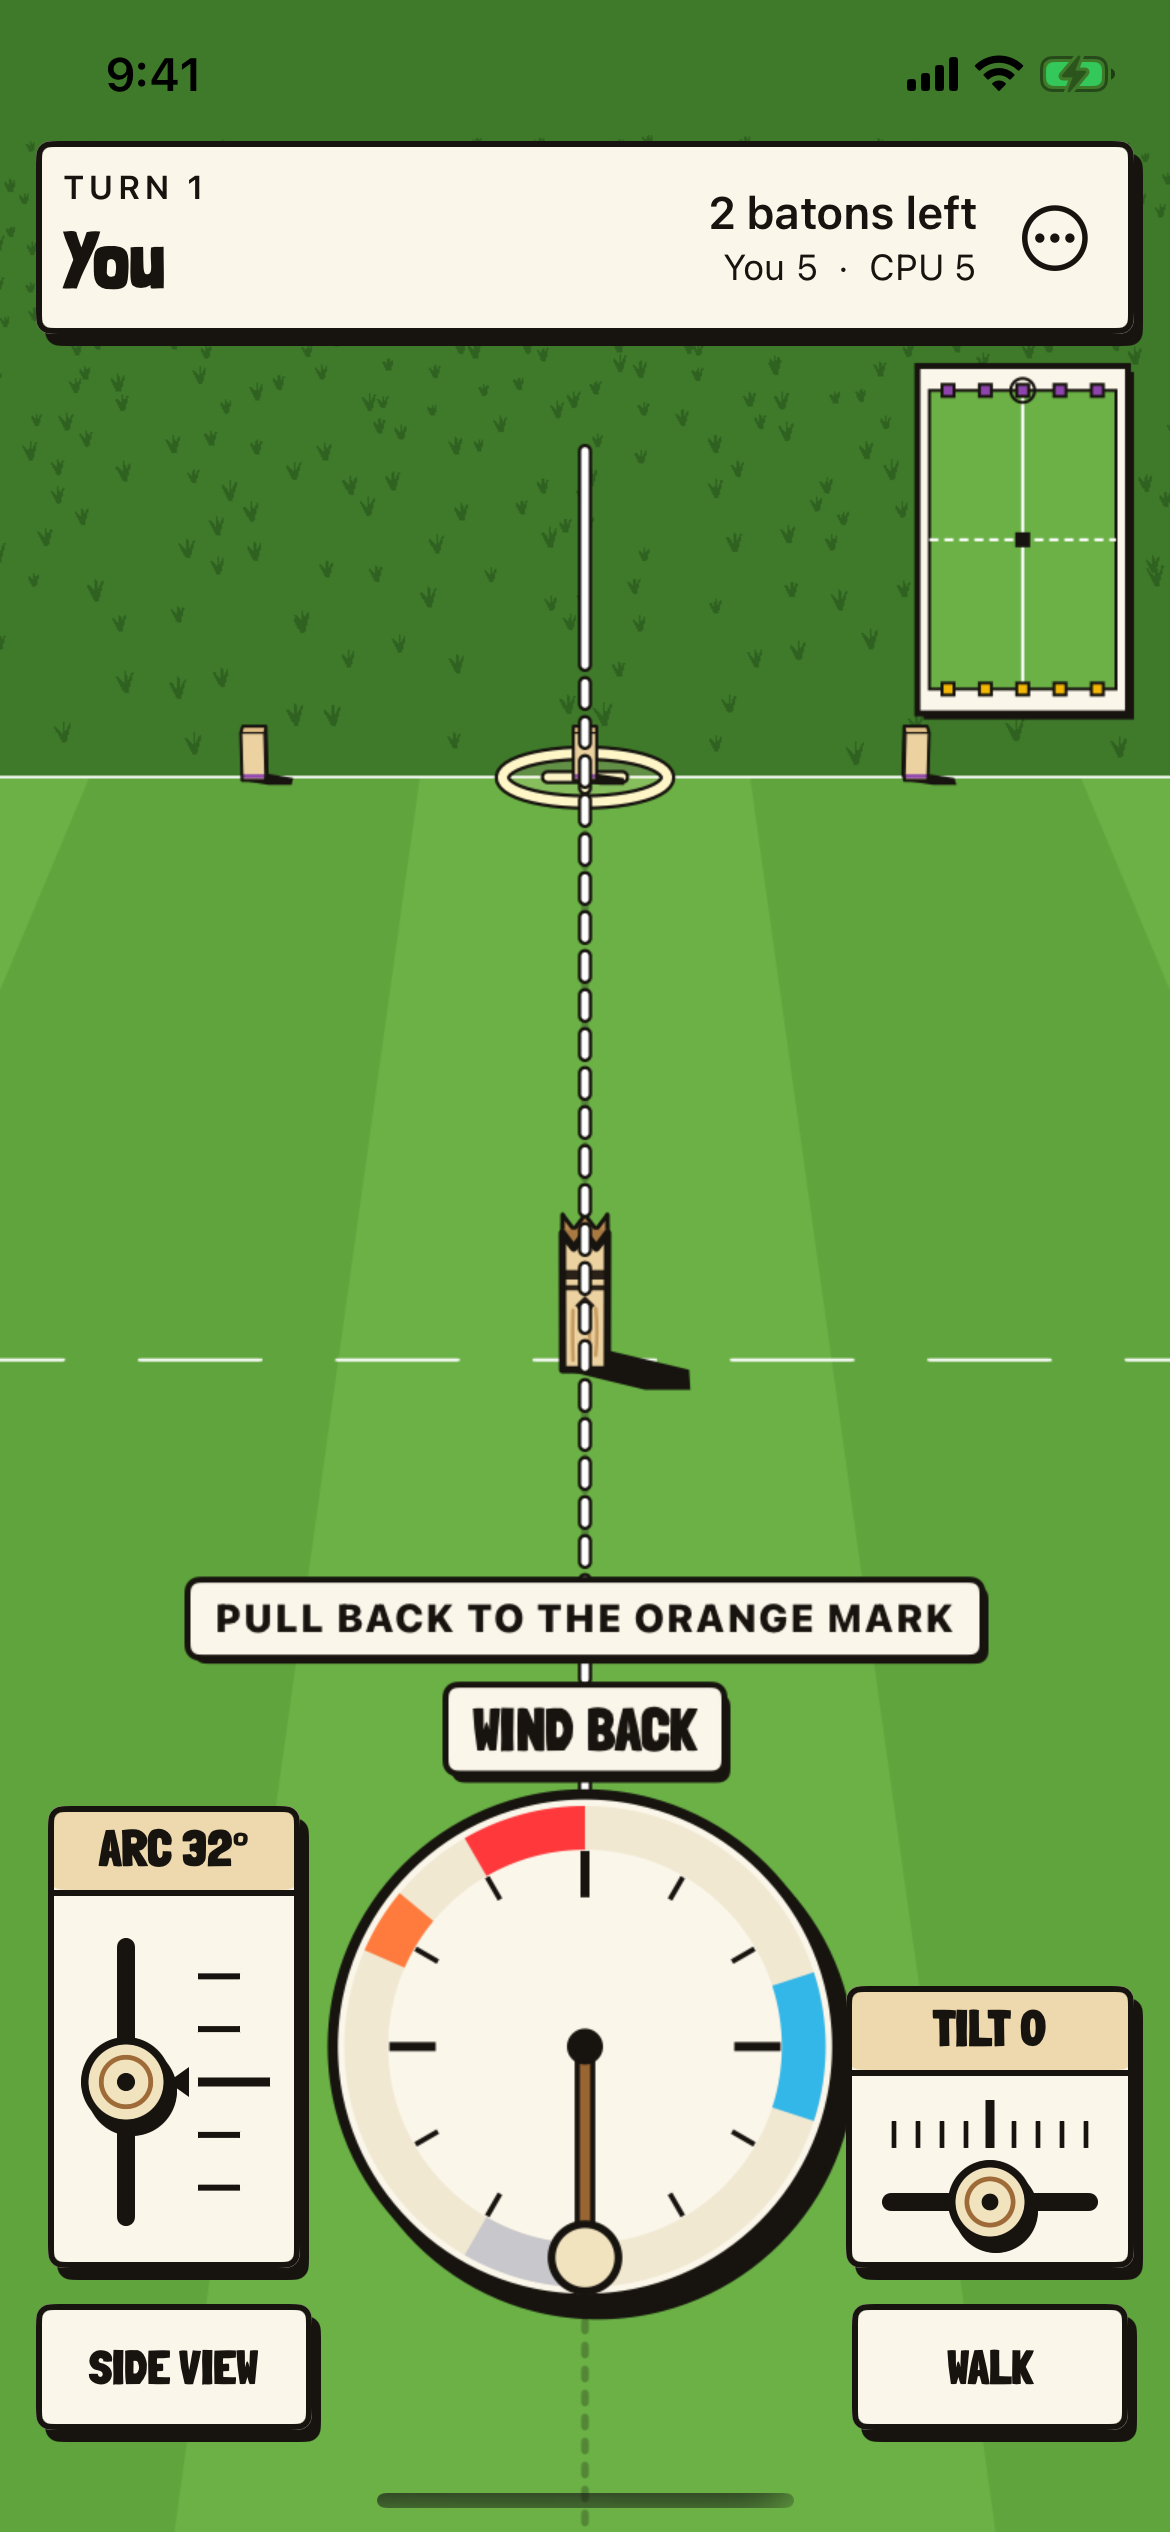 9:41
TURN 1
You
2 batons left
You 5 · CPU 5
PULL BACK TO THE ORANGE MARK
WIND BACK
ARC 32°
TILT 0
SIDE VIEW
WALK